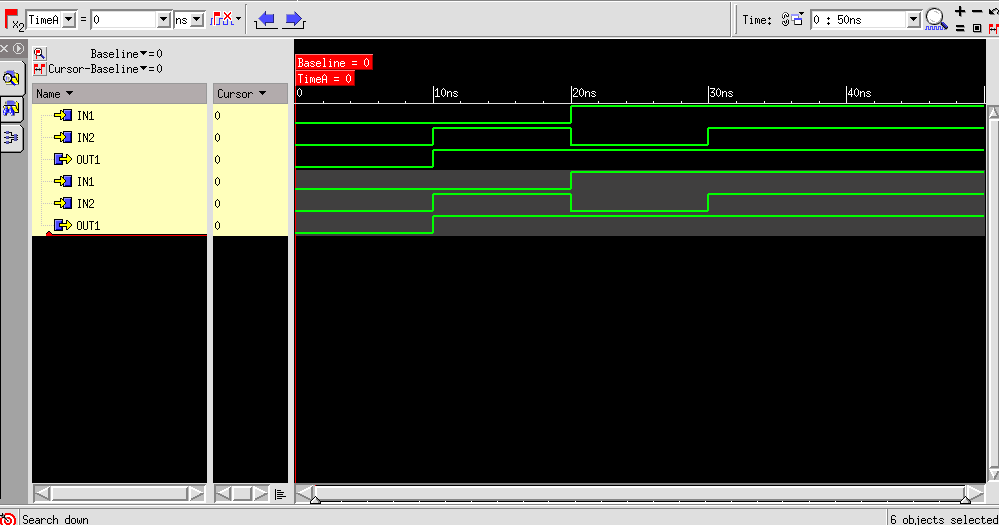 x2 TimeA = 0 ns Time: 0 : 50ns
Baseline = 0
Cursor-Baseline = 0
Baseline = 0
TimeA = 0
Name Cursor 0 10ns 20ns 30ns 40ns
IN1 0
IN2 0
OUT1 0
IN1 0
IN2 0
OUT1 0
Search down 6 objects selected